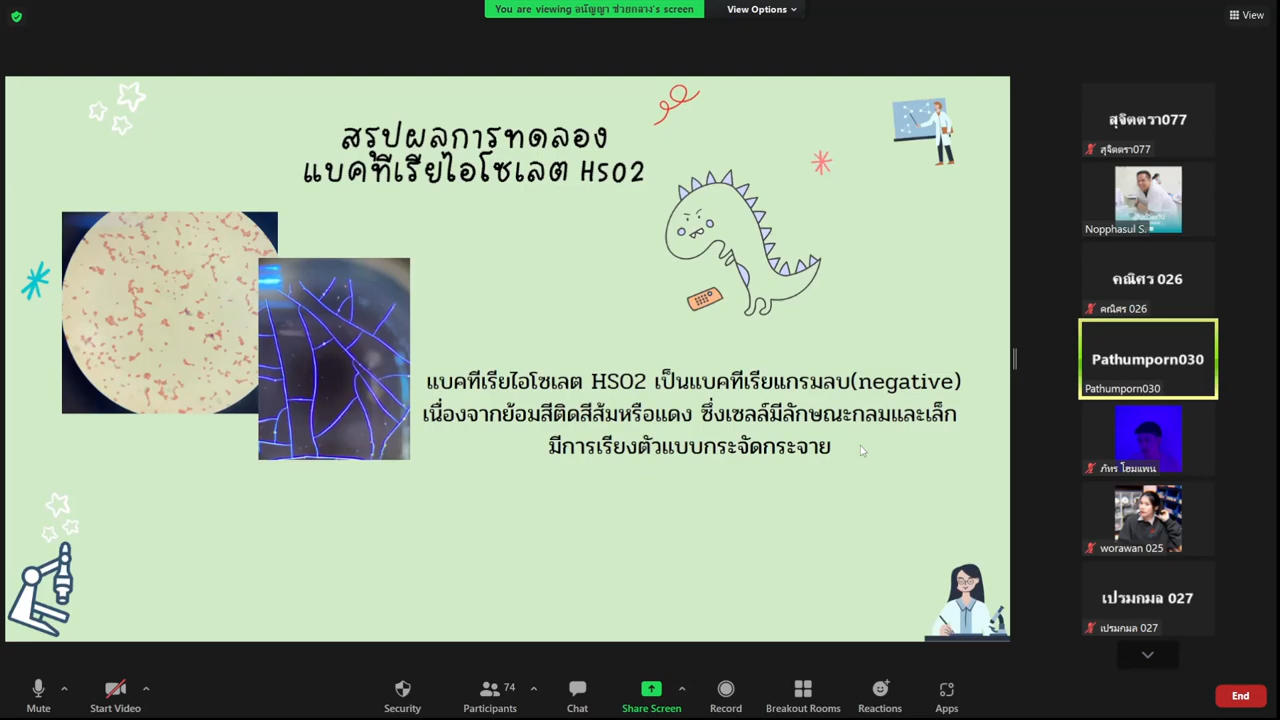 You are viewing อนัญญา ช่วยกลาง's screen
View Options
View
สรุปผลการทดลอง
แบคทีเรียไอโซเลต HSO2
แบคทีเรียไอโซเลต HSO2 เป็นแบคทีเรียแกรมลบ(negative)
เนื่องจากย้อมสีติดสีส้มหรือแดง ซึ่งเซลล์มีลักษณะกลมและเล็ก
มีการเรียงตัวแบบกระจัดกระจาย
สุจิตตรา077
สุจิตตรา077
Nopphasul S.
คณิศร 026
คณิศร 026
Pathumporn030
Pathumporn030
ภัทร โฮมแพน
worawan 025
เปรมกมล 027
เปรมกมล 027
Mute
Start Video
Security
74
Participants
Chat
Share Screen
Record
Breakout Rooms
Reactions
Apps
End